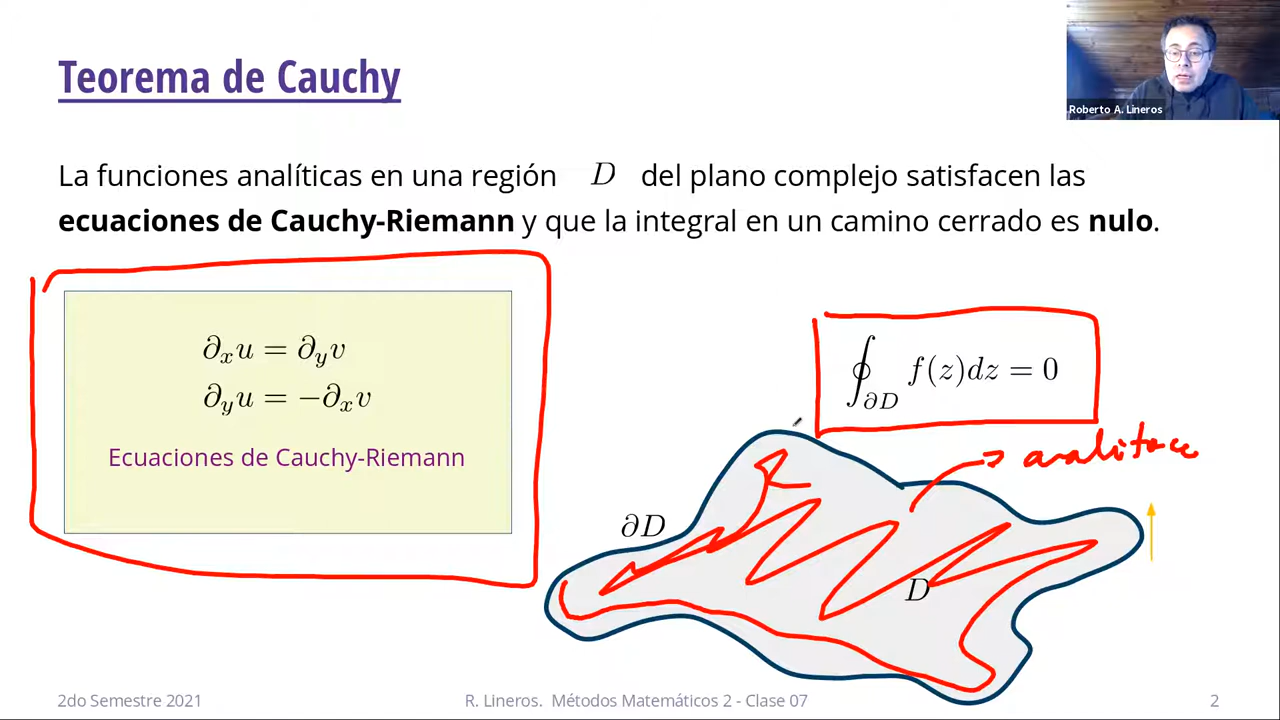 Teorema de Cauchy
Roberto A. Lineros
La funciones analíticas en una región D del plano complejo satisfacen las
ecuaciones de Cauchy-Riemann y que la integral en un camino cerrado es nulo.
∂ₓu = ∂ᵧv
∂ᵧu = −∂ₓv
Ecuaciones de Cauchy-Riemann
∮_{∂D} f(z)dz = 0
∂D
D
2do Semestre 2021
R. Lineros. Métodos Matemáticos 2 - Clase 07
2